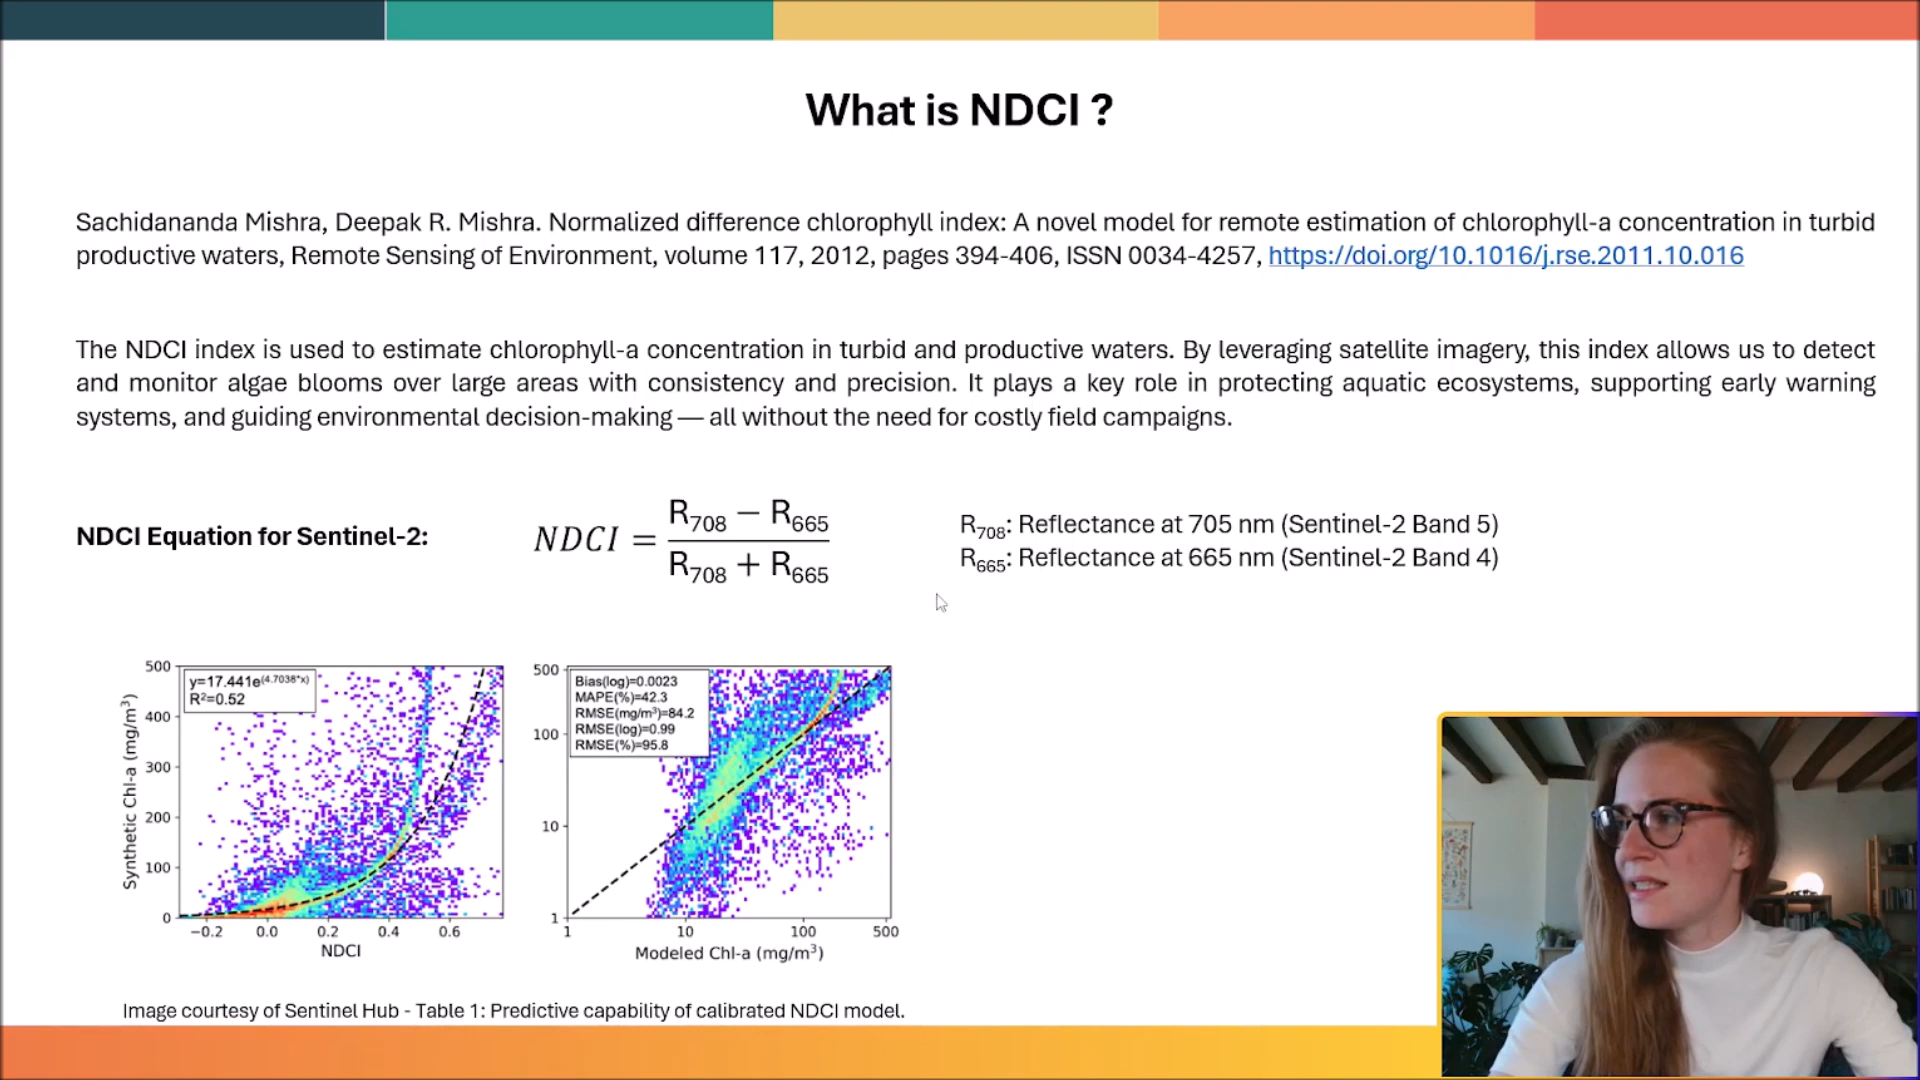 What is NDCI ?
Sachidananda Mishra, Deepak R. Mishra. Normalized difference chlorophyll index: A novel model for remote estimation of chlorophyll-a concentration in turbid
productive waters, Remote Sensing of Environment, volume 117, 2012, pages 394-406, ISSN 0034-4257, https://doi.org/10.1016/j.rse.2011.10.016
The NDCI index is used to estimate chlorophyll-a concentration in turbid and productive waters. By leveraging satellite imagery, this index allows us to detect
and monitor algae blooms over large areas with consistency and precision. It plays a key role in protecting aquatic ecosystems, supporting early warning
systems, and guiding environmental decision-making — all without the need for costly field campaigns.
NDCI Equation for Sentinel-2:
NDCI = (R₇₀₈ − R₆₆₅) / (R₇₀₈ + R₆₆₅)
R₇₀₈: Reflectance at 705 nm (Sentinel-2 Band 5)
R₆₆₅: Reflectance at 665 nm (Sentinel-2 Band 4)
y=17.441e^(4.7038*x)
R²=0.52
Synthetic Chl-a (mg/m³)
500
400
300
200
100
0
−0.2 0.0 0.2 0.4 0.6
NDCI
Bias(log)=0.0023
MAPE(%)=42.3
RMSE(mg/m³)=84.2
RMSE(log)=0.99
RMSE(%)=95.8
500
100
10
1
1 10 100 500
Modeled Chl-a (mg/m³)
Image courtesy of Sentinel Hub - Table 1: Predictive capability of calibrated NDCI model.